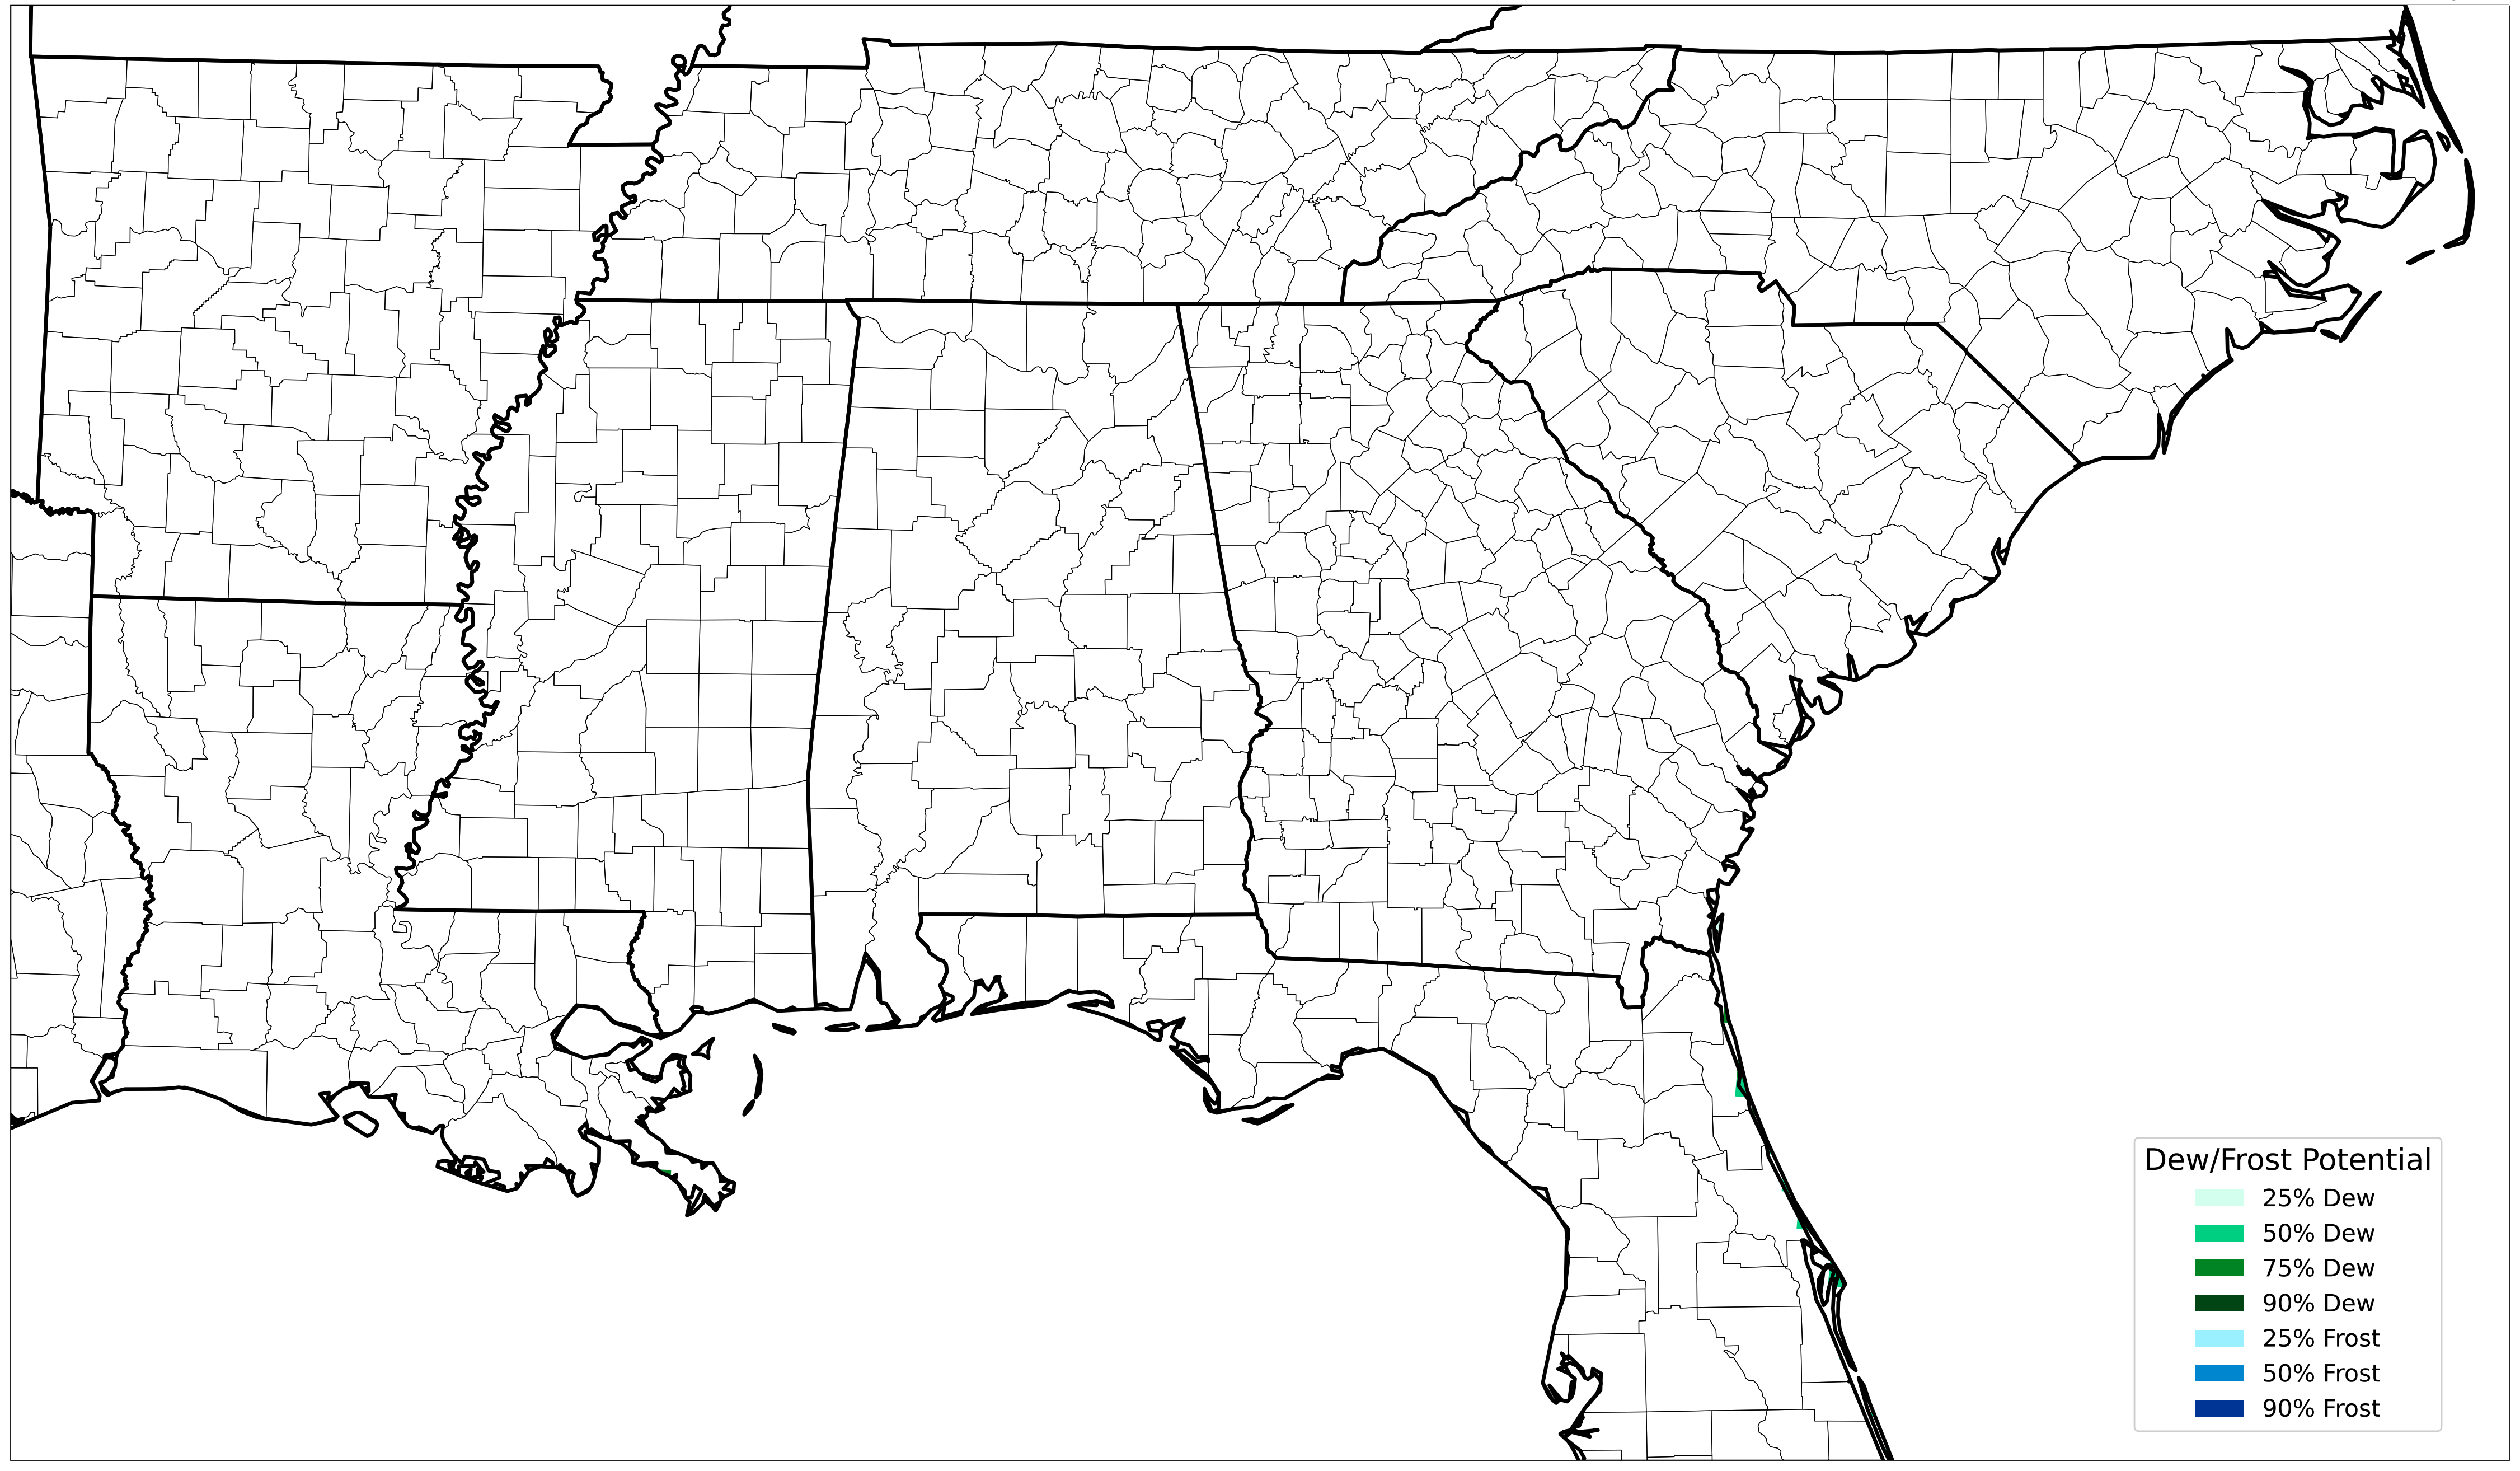 Dew/Frost Potential
25% Dew
50% Dew
75% Dew
90% Dew
25% Frost
50% Frost
90% Frost